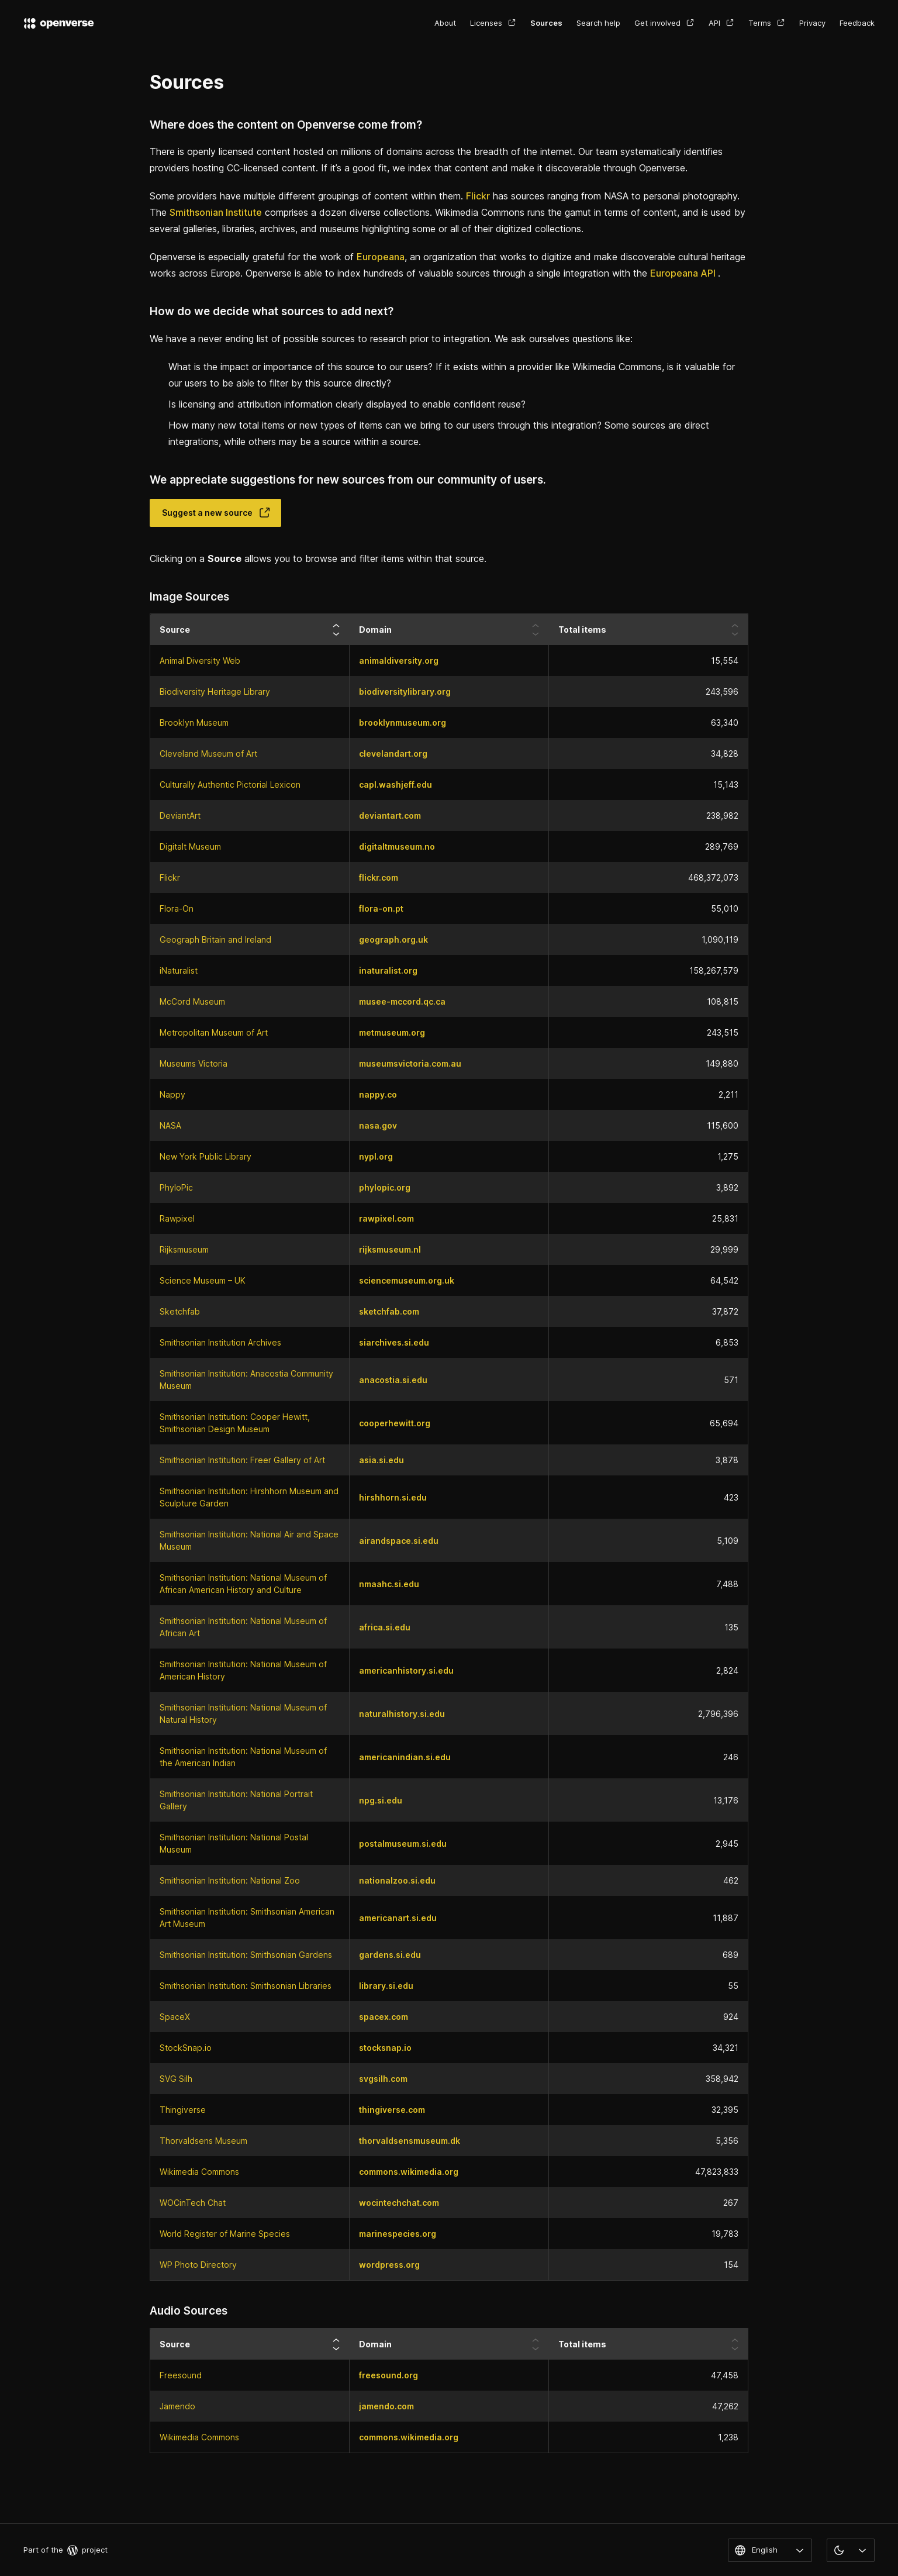 openverse
About Licenses Sources Search help Get involved API Terms Privacy Feedback
Sources
Where does the content on Openverse come from?
There is openly licensed content hosted on millions of domains across the breadth of the internet. Our team systematically identifies
providers hosting CC-licensed content. If it's a good fit, we index that content and make it discoverable through Openverse.
Some providers have multiple different groupings of content within them. Flickr has sources ranging from NASA to personal photography.
The Smithsonian Institute comprises a dozen diverse collections. Wikimedia Commons runs the gamut in terms of content, and is used by
several galleries, libraries, archives, and museums highlighting some or all of their digitized collections.
Openverse is especially grateful for the work of Europeana, an organization that works to digitize and make discoverable cultural heritage
works across Europe. Openverse is able to index hundreds of valuable sources through a single integration with the Europeana API .
How do we decide what sources to add next?
We have a never ending list of possible sources to research prior to integration. We ask ourselves questions like:
What is the impact or importance of this source to our users? If it exists within a provider like Wikimedia Commons, is it valuable for
our users to be able to filter by this source directly?
Is licensing and attribution information clearly displayed to enable confident reuse?
How many new total items or new types of items can we bring to our users through this integration? Some sources are direct
integrations, while others may be a source within a source.
We appreciate suggestions for new sources from our community of users.
Suggest a new source
Clicking on a Source allows you to browse and filter items within that source.
Image Sources
Source Domain Total items
Animal Diversity Web animaldiversity.org 15,554
Biodiversity Heritage Library biodiversitylibrary.org 243,596
Brooklyn Museum brooklynmuseum.org 63,340
Cleveland Museum of Art clevelandart.org 34,828
Culturally Authentic Pictorial Lexicon capl.washjeff.edu 15,143
DeviantArt deviantart.com 238,982
Digitalt Museum digitaltmuseum.no 289,769
Flickr flickr.com 468,372,073
Flora-On flora-on.pt 55,010
Geograph Britain and Ireland geograph.org.uk 1,090,119
iNaturalist inaturalist.org 158,267,579
McCord Museum musee-mccord.qc.ca 108,815
Metropolitan Museum of Art metmuseum.org 243,515
Museums Victoria museumsvictoria.com.au 149,880
Nappy nappy.co 2,211
NASA nasa.gov 115,600
New York Public Library nypl.org 1,275
PhyloPic phylopic.org 3,892
Rawpixel rawpixel.com 25,831
Rijksmuseum rijksmuseum.nl 29,999
Science Museum – UK sciencemuseum.org.uk 64,542
Sketchfab sketchfab.com 37,872
Smithsonian Institution Archives siarchives.si.edu 6,853
Smithsonian Institution: Anacostia Community
Museum anacostia.si.edu 571
Smithsonian Institution: Cooper Hewitt,
Smithsonian Design Museum cooperhewitt.org 65,694
Smithsonian Institution: Freer Gallery of Art asia.si.edu 3,878
Smithsonian Institution: Hirshhorn Museum and
Sculpture Garden hirshhorn.si.edu 423
Smithsonian Institution: National Air and Space
Museum airandspace.si.edu 5,109
Smithsonian Institution: National Museum of
African American History and Culture nmaahc.si.edu 7,488
Smithsonian Institution: National Museum of
African Art africa.si.edu 135
Smithsonian Institution: National Museum of
American History americanhistory.si.edu 2,824
Smithsonian Institution: National Museum of
Natural History naturalhistory.si.edu 2,796,396
Smithsonian Institution: National Museum of
the American Indian americanindian.si.edu 246
Smithsonian Institution: National Portrait
Gallery npg.si.edu 13,176
Smithsonian Institution: National Postal
Museum postalmuseum.si.edu 2,945
Smithsonian Institution: National Zoo nationalzoo.si.edu 462
Smithsonian Institution: Smithsonian American
Art Museum americanart.si.edu 11,887
Smithsonian Institution: Smithsonian Gardens gardens.si.edu 689
Smithsonian Institution: Smithsonian Libraries library.si.edu 55
SpaceX spacex.com 924
StockSnap.io stocksnap.io 34,321
SVG Silh svgsilh.com 358,942
Thingiverse thingiverse.com 32,395
Thorvaldsens Museum thorvaldsensmuseum.dk 5,356
Wikimedia Commons commons.wikimedia.org 47,823,833
WOCinTech Chat wocintechchat.com 267
World Register of Marine Species marinespecies.org 19,783
WP Photo Directory wordpress.org 154
Audio Sources
Source Domain Total items
Freesound freesound.org 47,458
Jamendo jamendo.com 47,262
Wikimedia Commons commons.wikimedia.org 1,238
Part of the project English